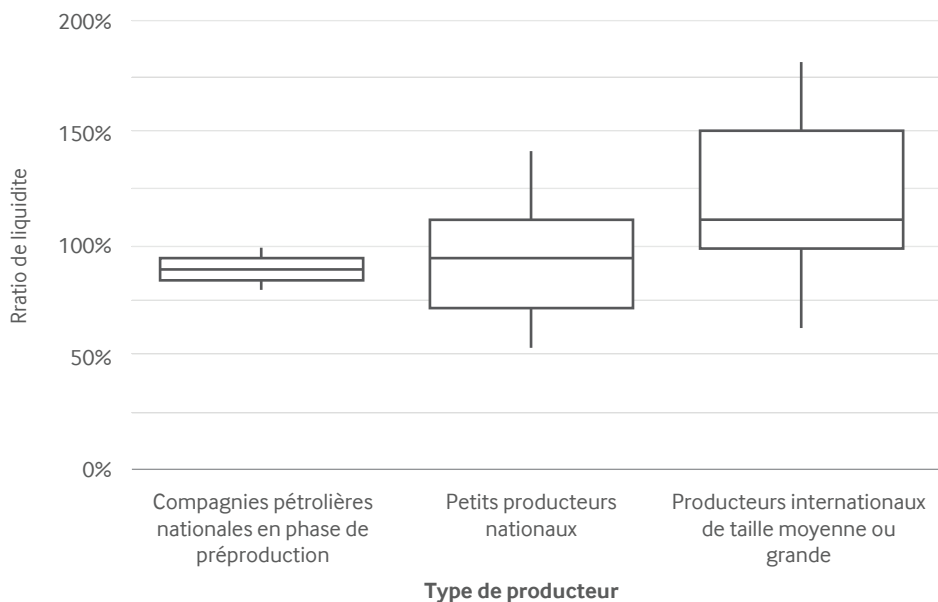 200%
150%
100%
50%
0%
Rratio de liquidite
Compagnies pétrolières
nationales en phase de
préproduction
Petits producteurs
nationaux
Producteurs internationaux
de taille moyenne ou
grande
Type de producteur